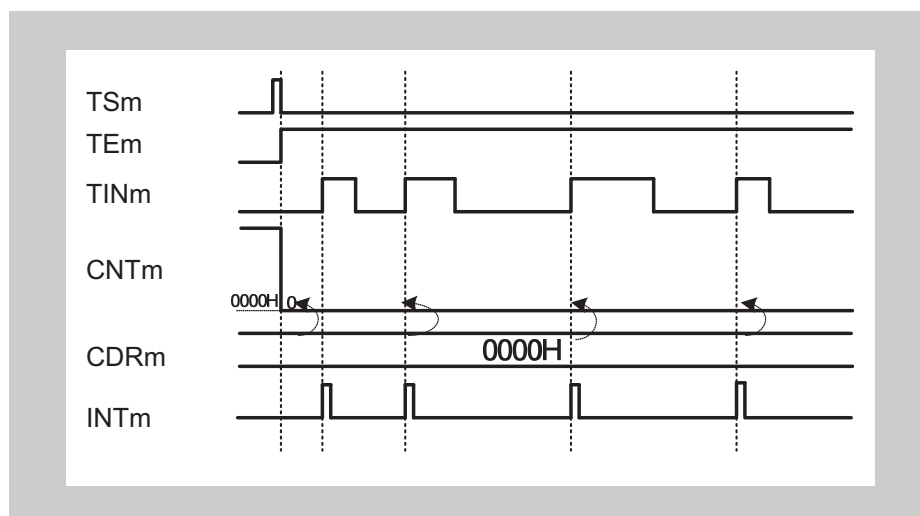 TSm
TEm
TINm
CNTm
0000H 0
CDRm
0000H
INTm